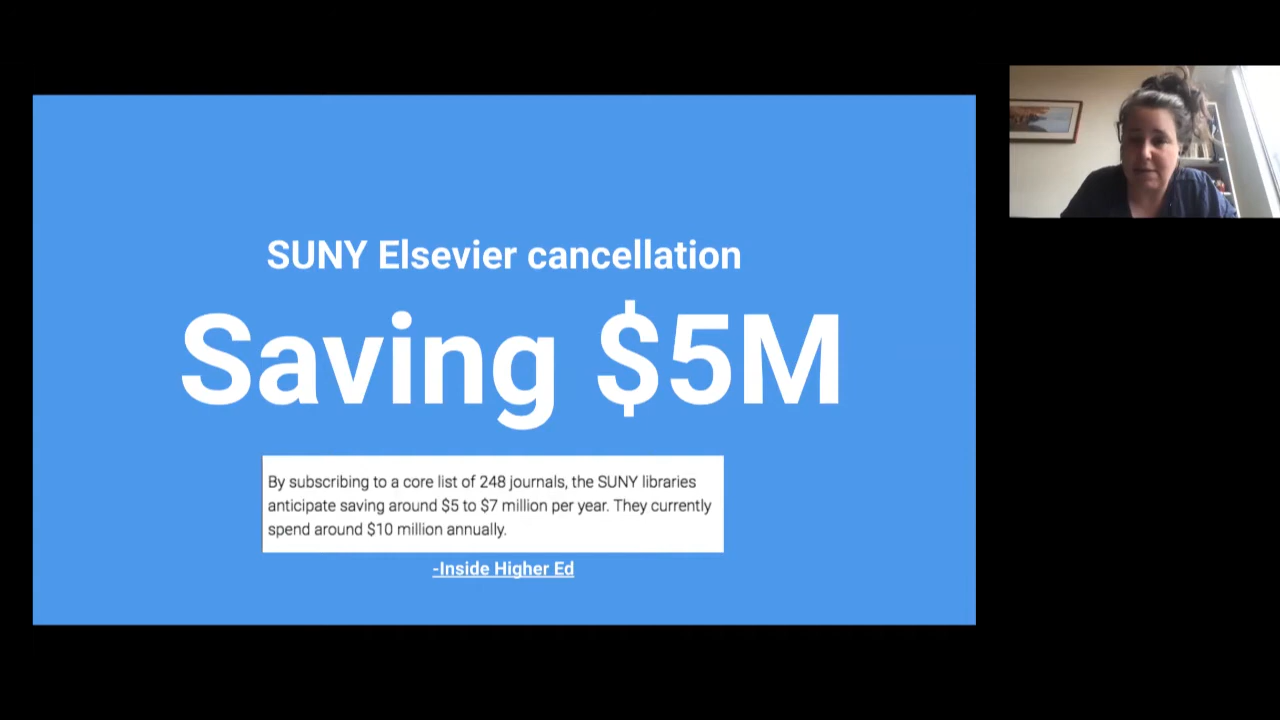 SUNY Elsevier cancellation
Saving $5M
By subscribing to a core list of 248 journals, the SUNY libraries
anticipate saving around $5 to $7 million per year. They currently
spend around $10 million annually.
-Inside Higher Ed